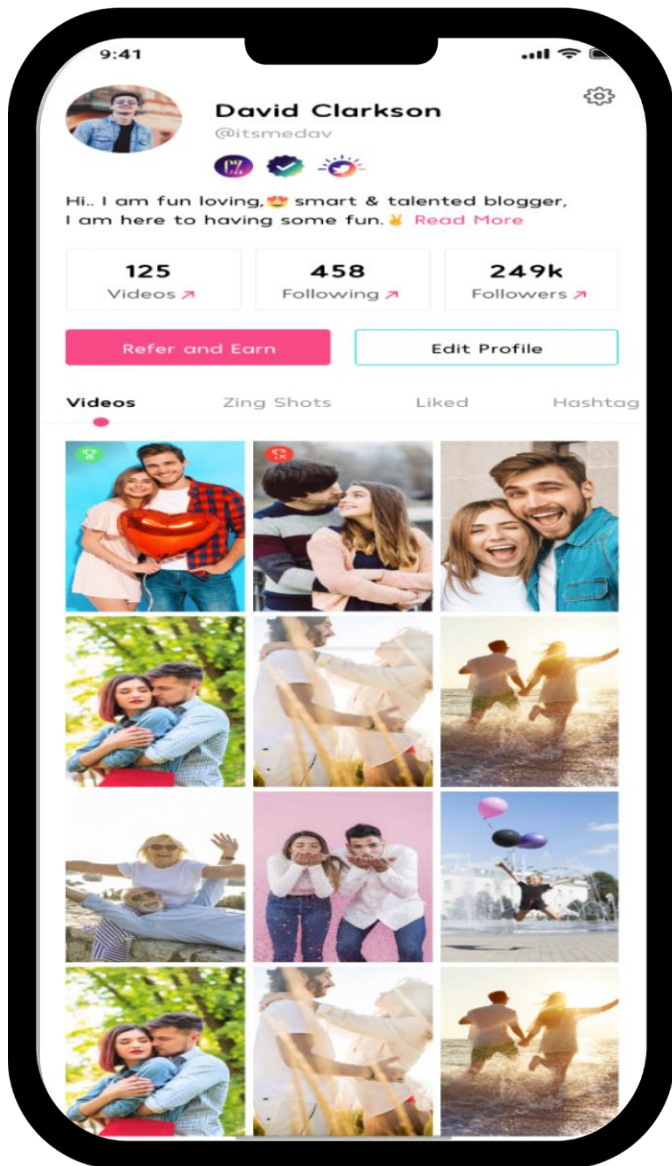 9:41
David Clarkson
@itsmedav
CZ
Hi.. I am fun loving,😍 smart & talented blogger,
I am here to having some fun.✌ Read More
125
458
249k
Videos
Following
Followers
Refer and Earn
Edit Profile
Videos
Zing Shots
Liked
Hashtag